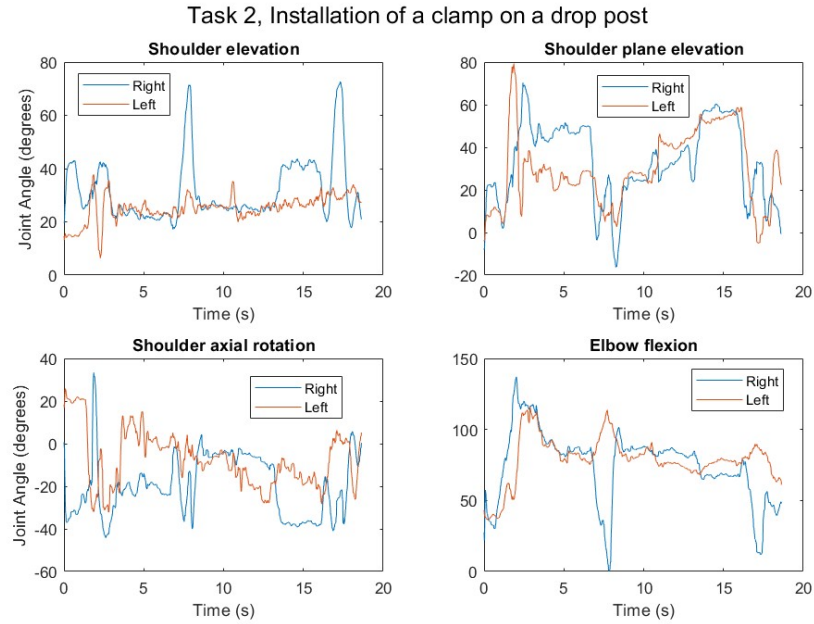 Task 2, Installation of a clamp on a drop post
Shoulder elevation
Joint Angle (degrees)
80
60
40
20
0
0 5 10 15 20
Time (s)
Right
Left
Shoulder plane elevation
80
60
40
20
0
-20
0 5 10 15 20
Time (s)
Right
Left
Shoulder axial rotation
Joint Angle (degrees)
40
20
0
-20
-40
-60
0 5 10 15 20
Time (s)
Right
Left
Elbow flexion
150
100
50
0
0 5 10 15 20
Time (s)
Right
Left